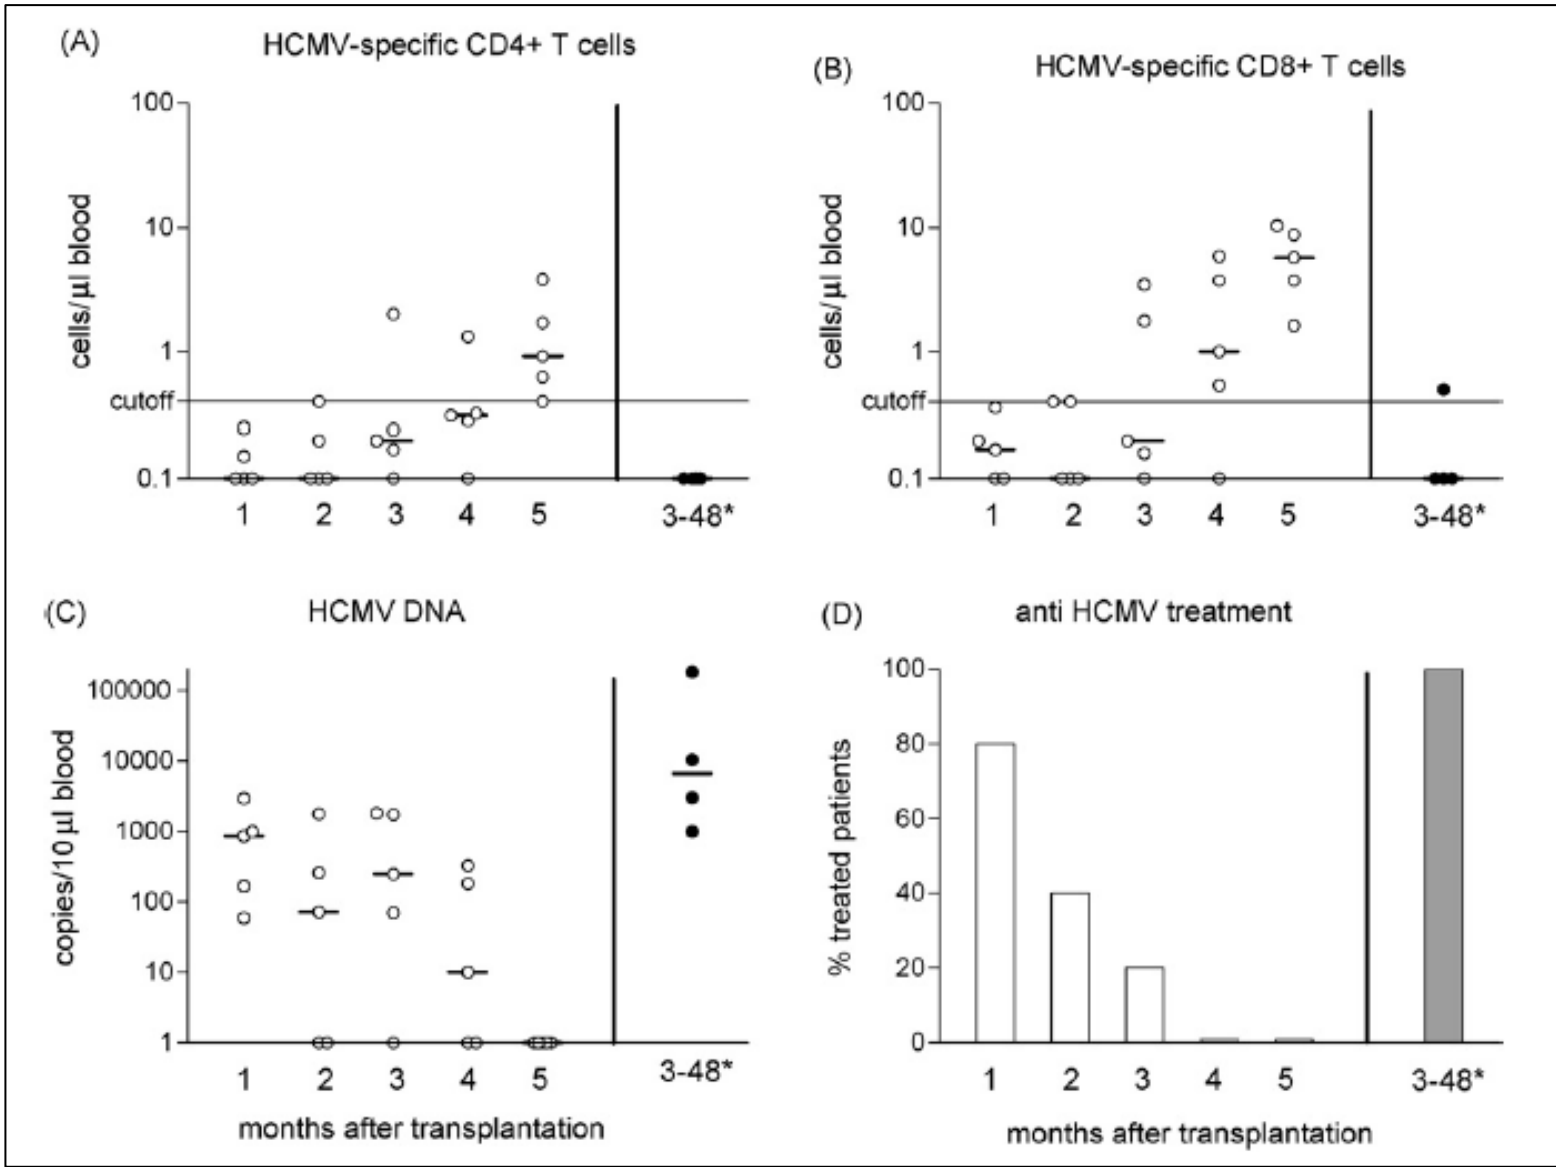 (A) HCMV-specific CD4+ T cells
100
10
1
cutoff
0.1
cells/µl blood
1 2 3 4 5 3-48*
(B) HCMV-specific CD8+ T cells
100
10
1
cutoff
0.1
cells/µl blood
1 2 3 4 5 3-48*
(C) HCMV DNA
100000
10000
1000
100
10
1
copies/10 µl blood
1 2 3 4 5 3-48*
months after transplantation
(D) anti HCMV treatment
100
80
60
40
20
0
% treated patients
1 2 3 4 5 3-48*
months after transplantation